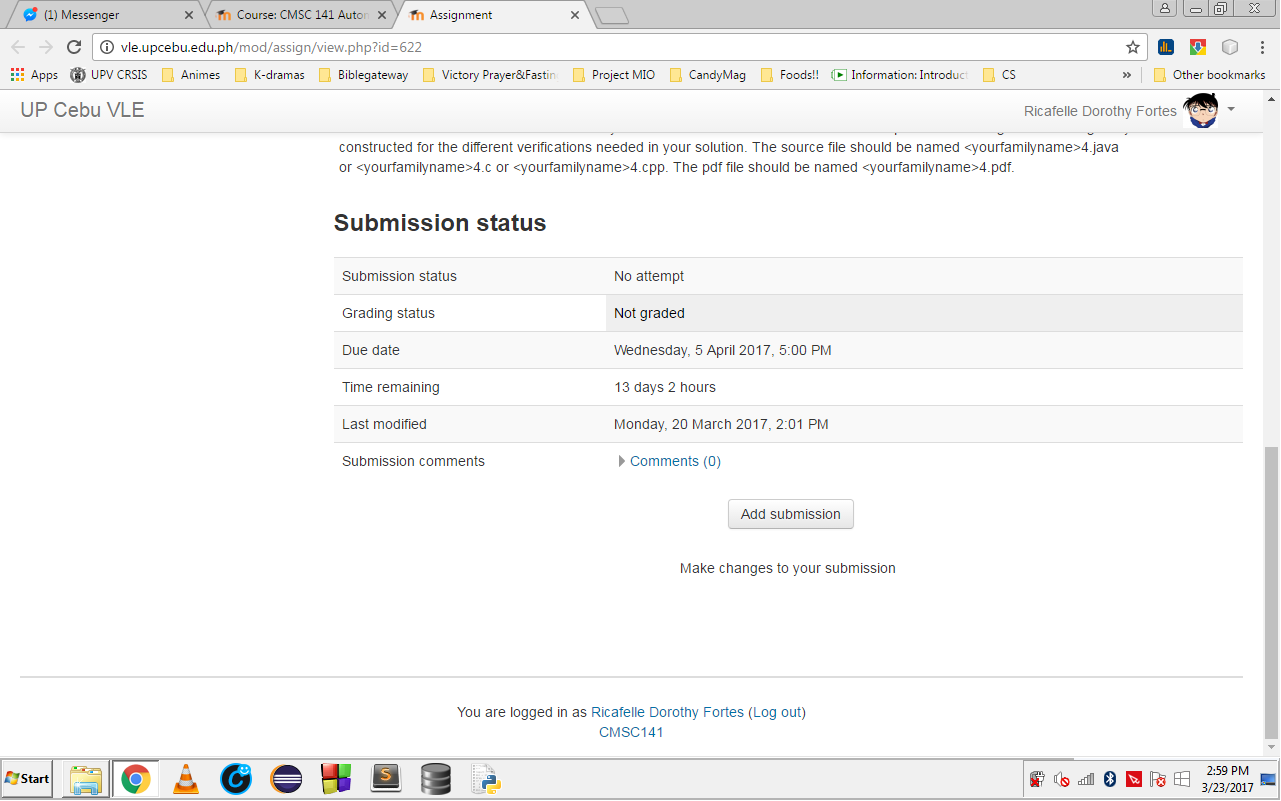 (1) Messenger
Course: CMSC 141 Auton
Assignment
vle.upcebu.edu.ph/mod/assign/view.php?id=622
Apps
UPV CRSIS
Animes
K-dramas
Biblegateway
Victory Prayer&Fastin
Project MIO
CandyMag
Foods!!
Information: Introduct
CS
»
Other bookmarks
UP Cebu VLE
Ricafelle Dorothy Fortes
constructed for the different verifications needed in your solution. The source file should be named <yourfamilyname>4.java
or <yourfamilyname>4.c or <yourfamilyname>4.cpp. The pdf file should be named <yourfamilyname>4.pdf.
Submission status
Submission status No attempt
Grading status Not graded
Due date Wednesday, 5 April 2017, 5:00 PM
Time remaining 13 days 2 hours
Last modified Monday, 20 March 2017, 2:01 PM
Submission comments Comments (0)
Add submission
Make changes to your submission
You are logged in as Ricafelle Dorothy Fortes (Log out)
CMSC141
Start
2:59 PM
3/23/2017